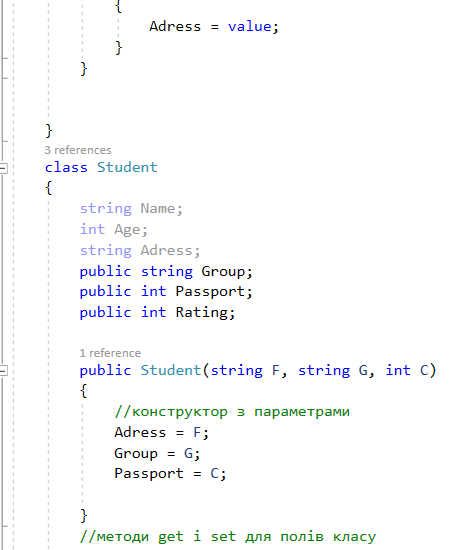 {
Adress = value;
}
}
}
3 references
class Student
{
string Name;
int Age;
string Adress;
public string Group;
public int Passport;
public int Rating;
1 reference
public Student(string F, string G, int C)
{
//конструктор з параметрами
Adress = F;
Group = G;
Passport = C;
}
//методи get і set для полів класу